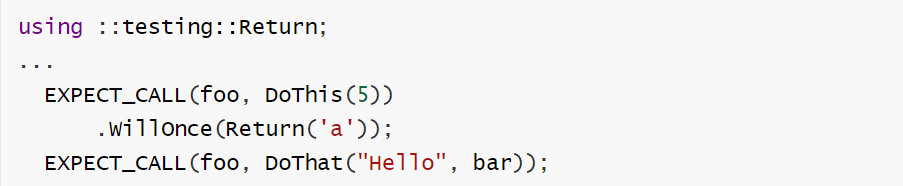 using ::testing::Return;
...
  EXPECT_CALL(foo, DoThis(5))
      .WillOnce(Return('a'));
  EXPECT_CALL(foo, DoThat("Hello", bar));